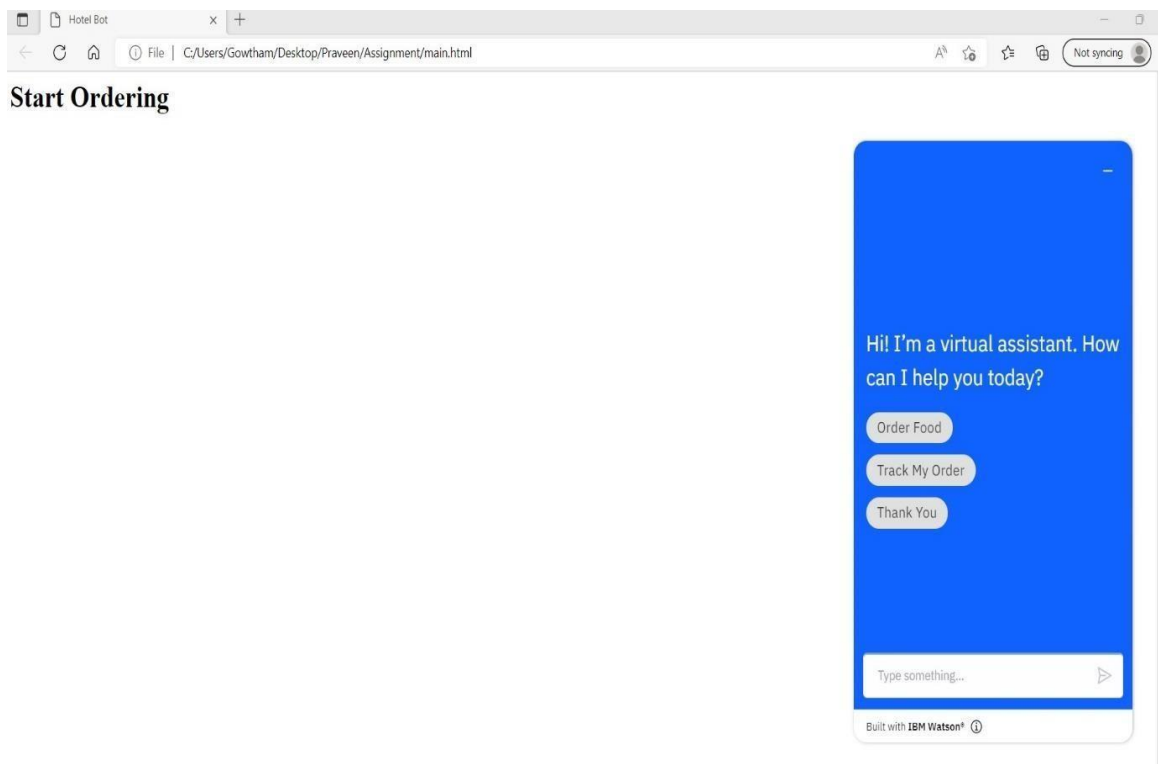 Hotel Bot
File | C:/Users/Gowtham/Desktop/Praveen/Assignment/main.html
Not syncing
Start Ordering
Hi! I'm a virtual assistant. How
can I help you today?
Order Food
Track My Order
Thank You
Type something...
Built with IBM Watson®